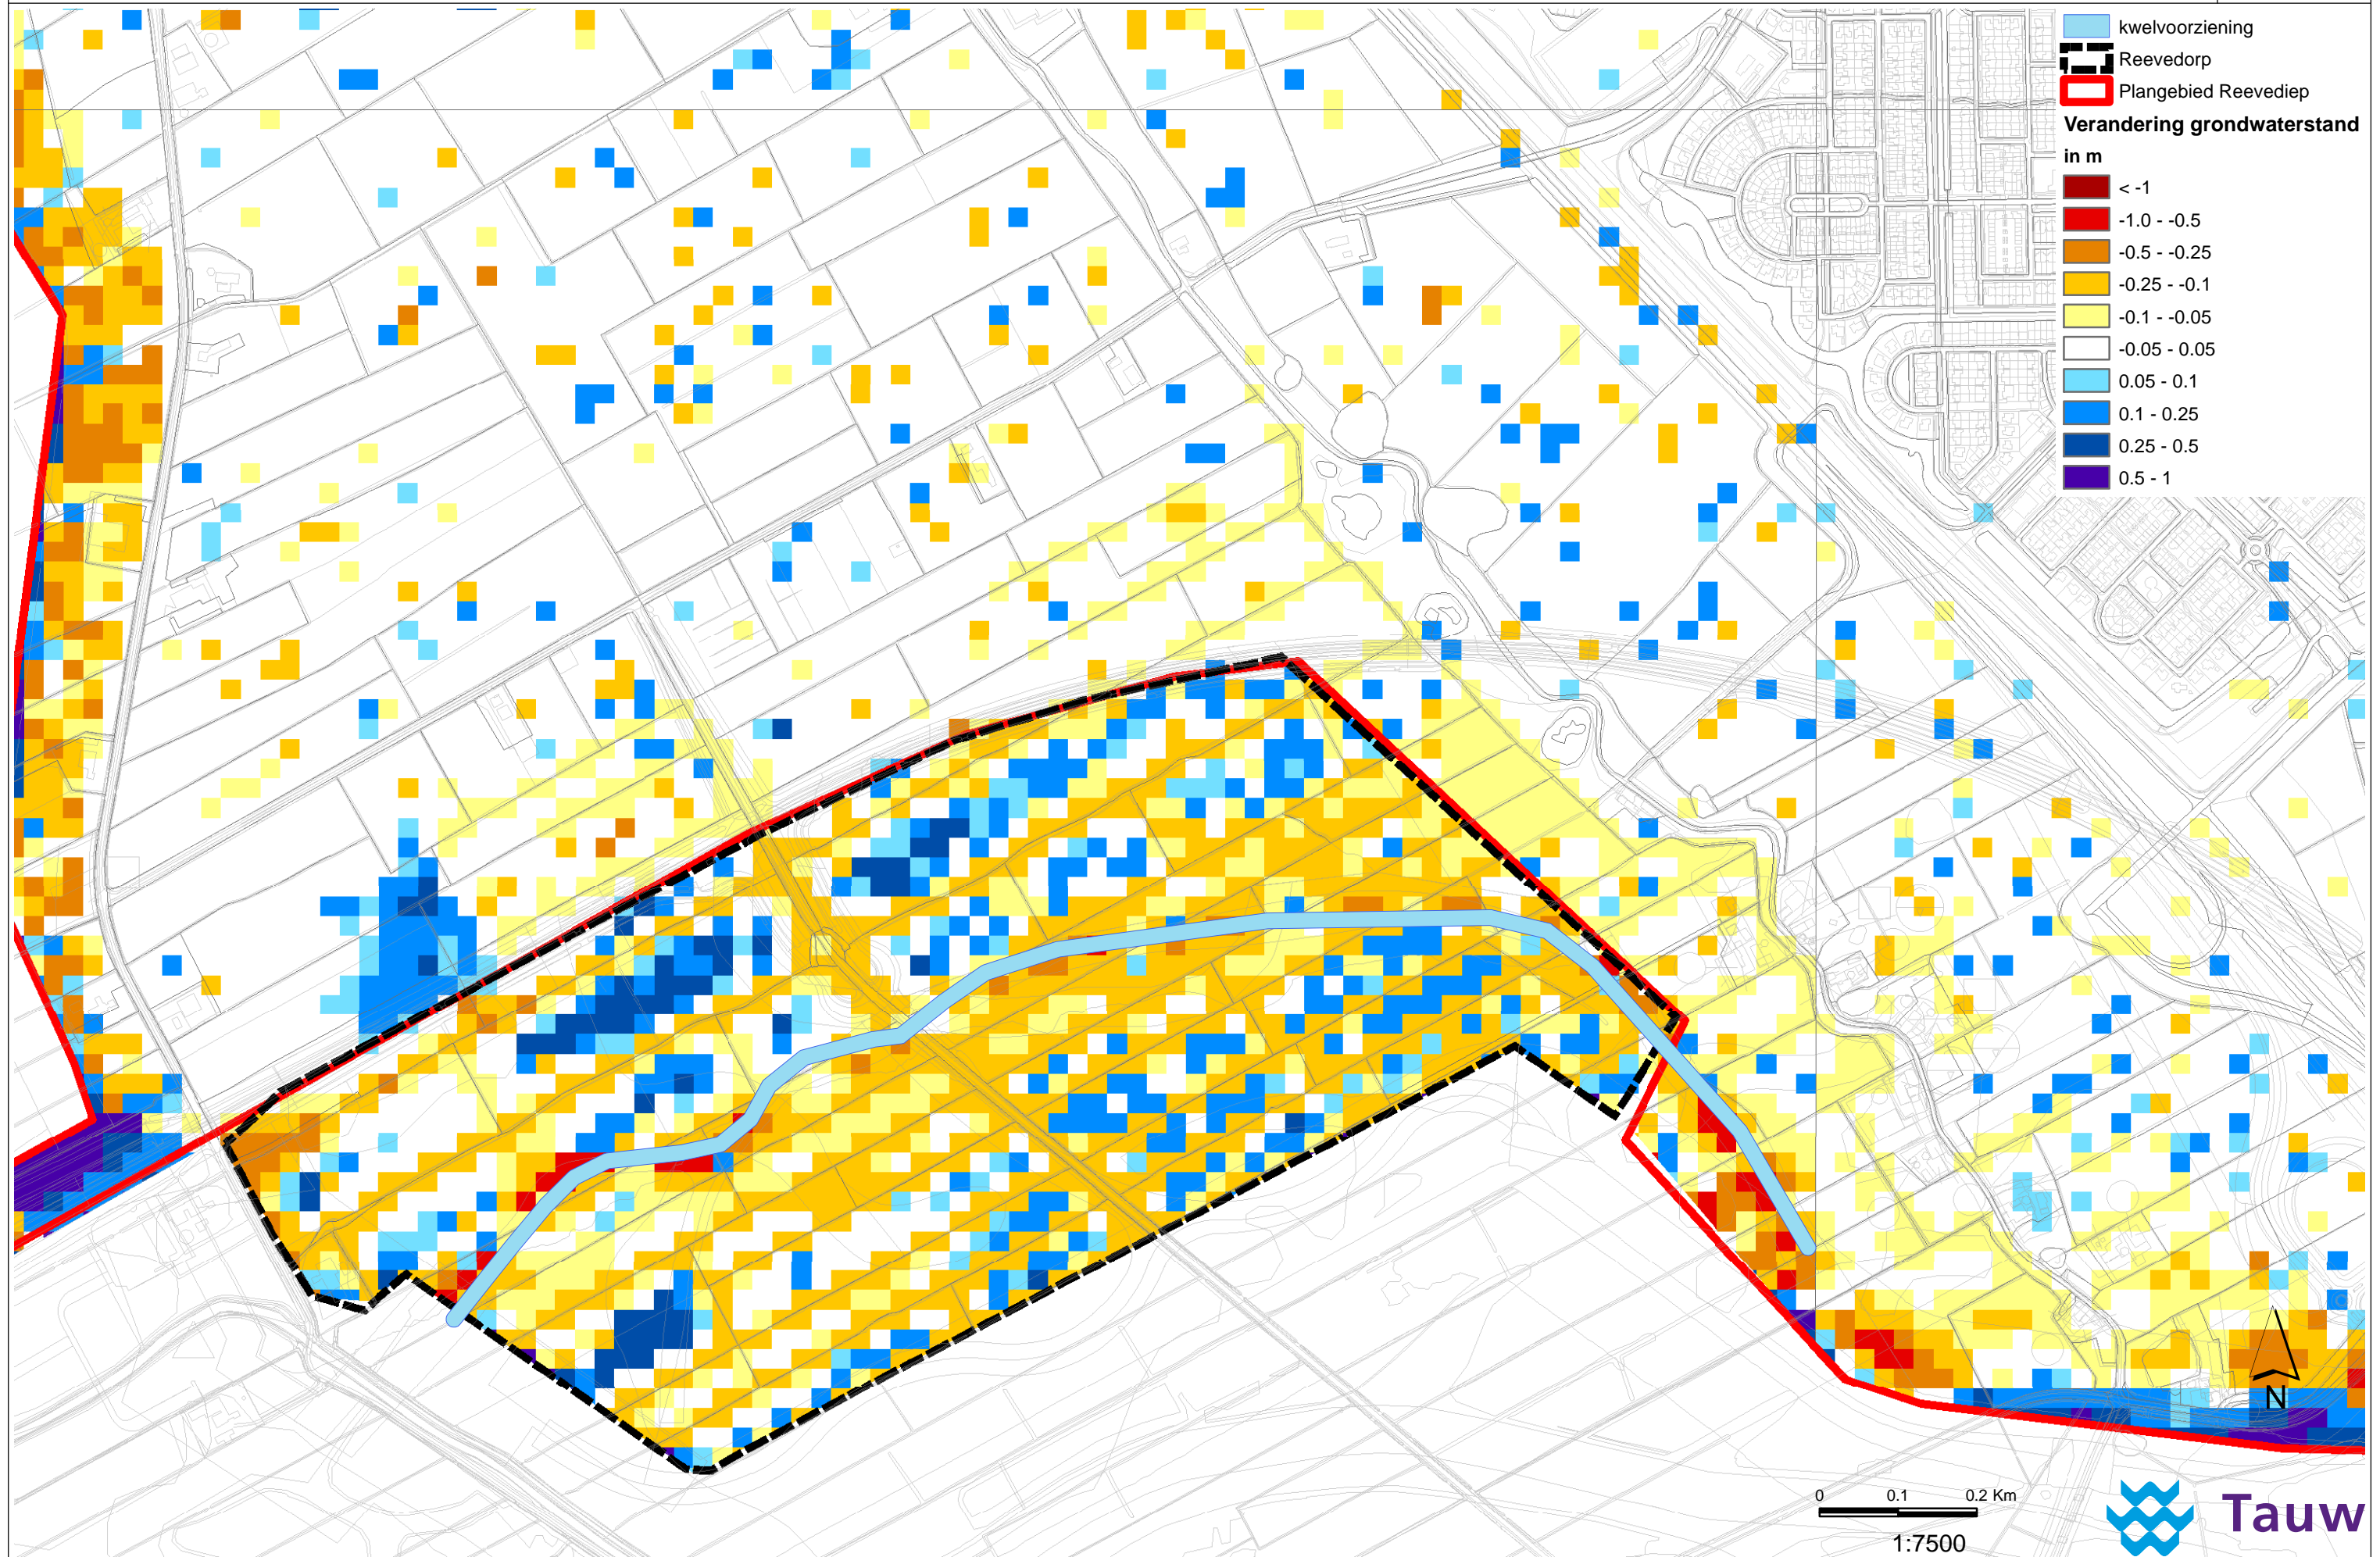 kwelvoorziening
Reevedorp
Plangebied Reevediep
Verandering grondwaterstand
in m
< -1
-1.0 - -0.5
-0.5 - -0.25
-0.25 - -0.1
-0.1 - -0.05
-0.05 - 0.05
0.05 - 0.1
0.1 - 0.25
0.25 - 0.5
0.5 - 1
N
0 0.1 0.2 Km
1:7500
Tauw